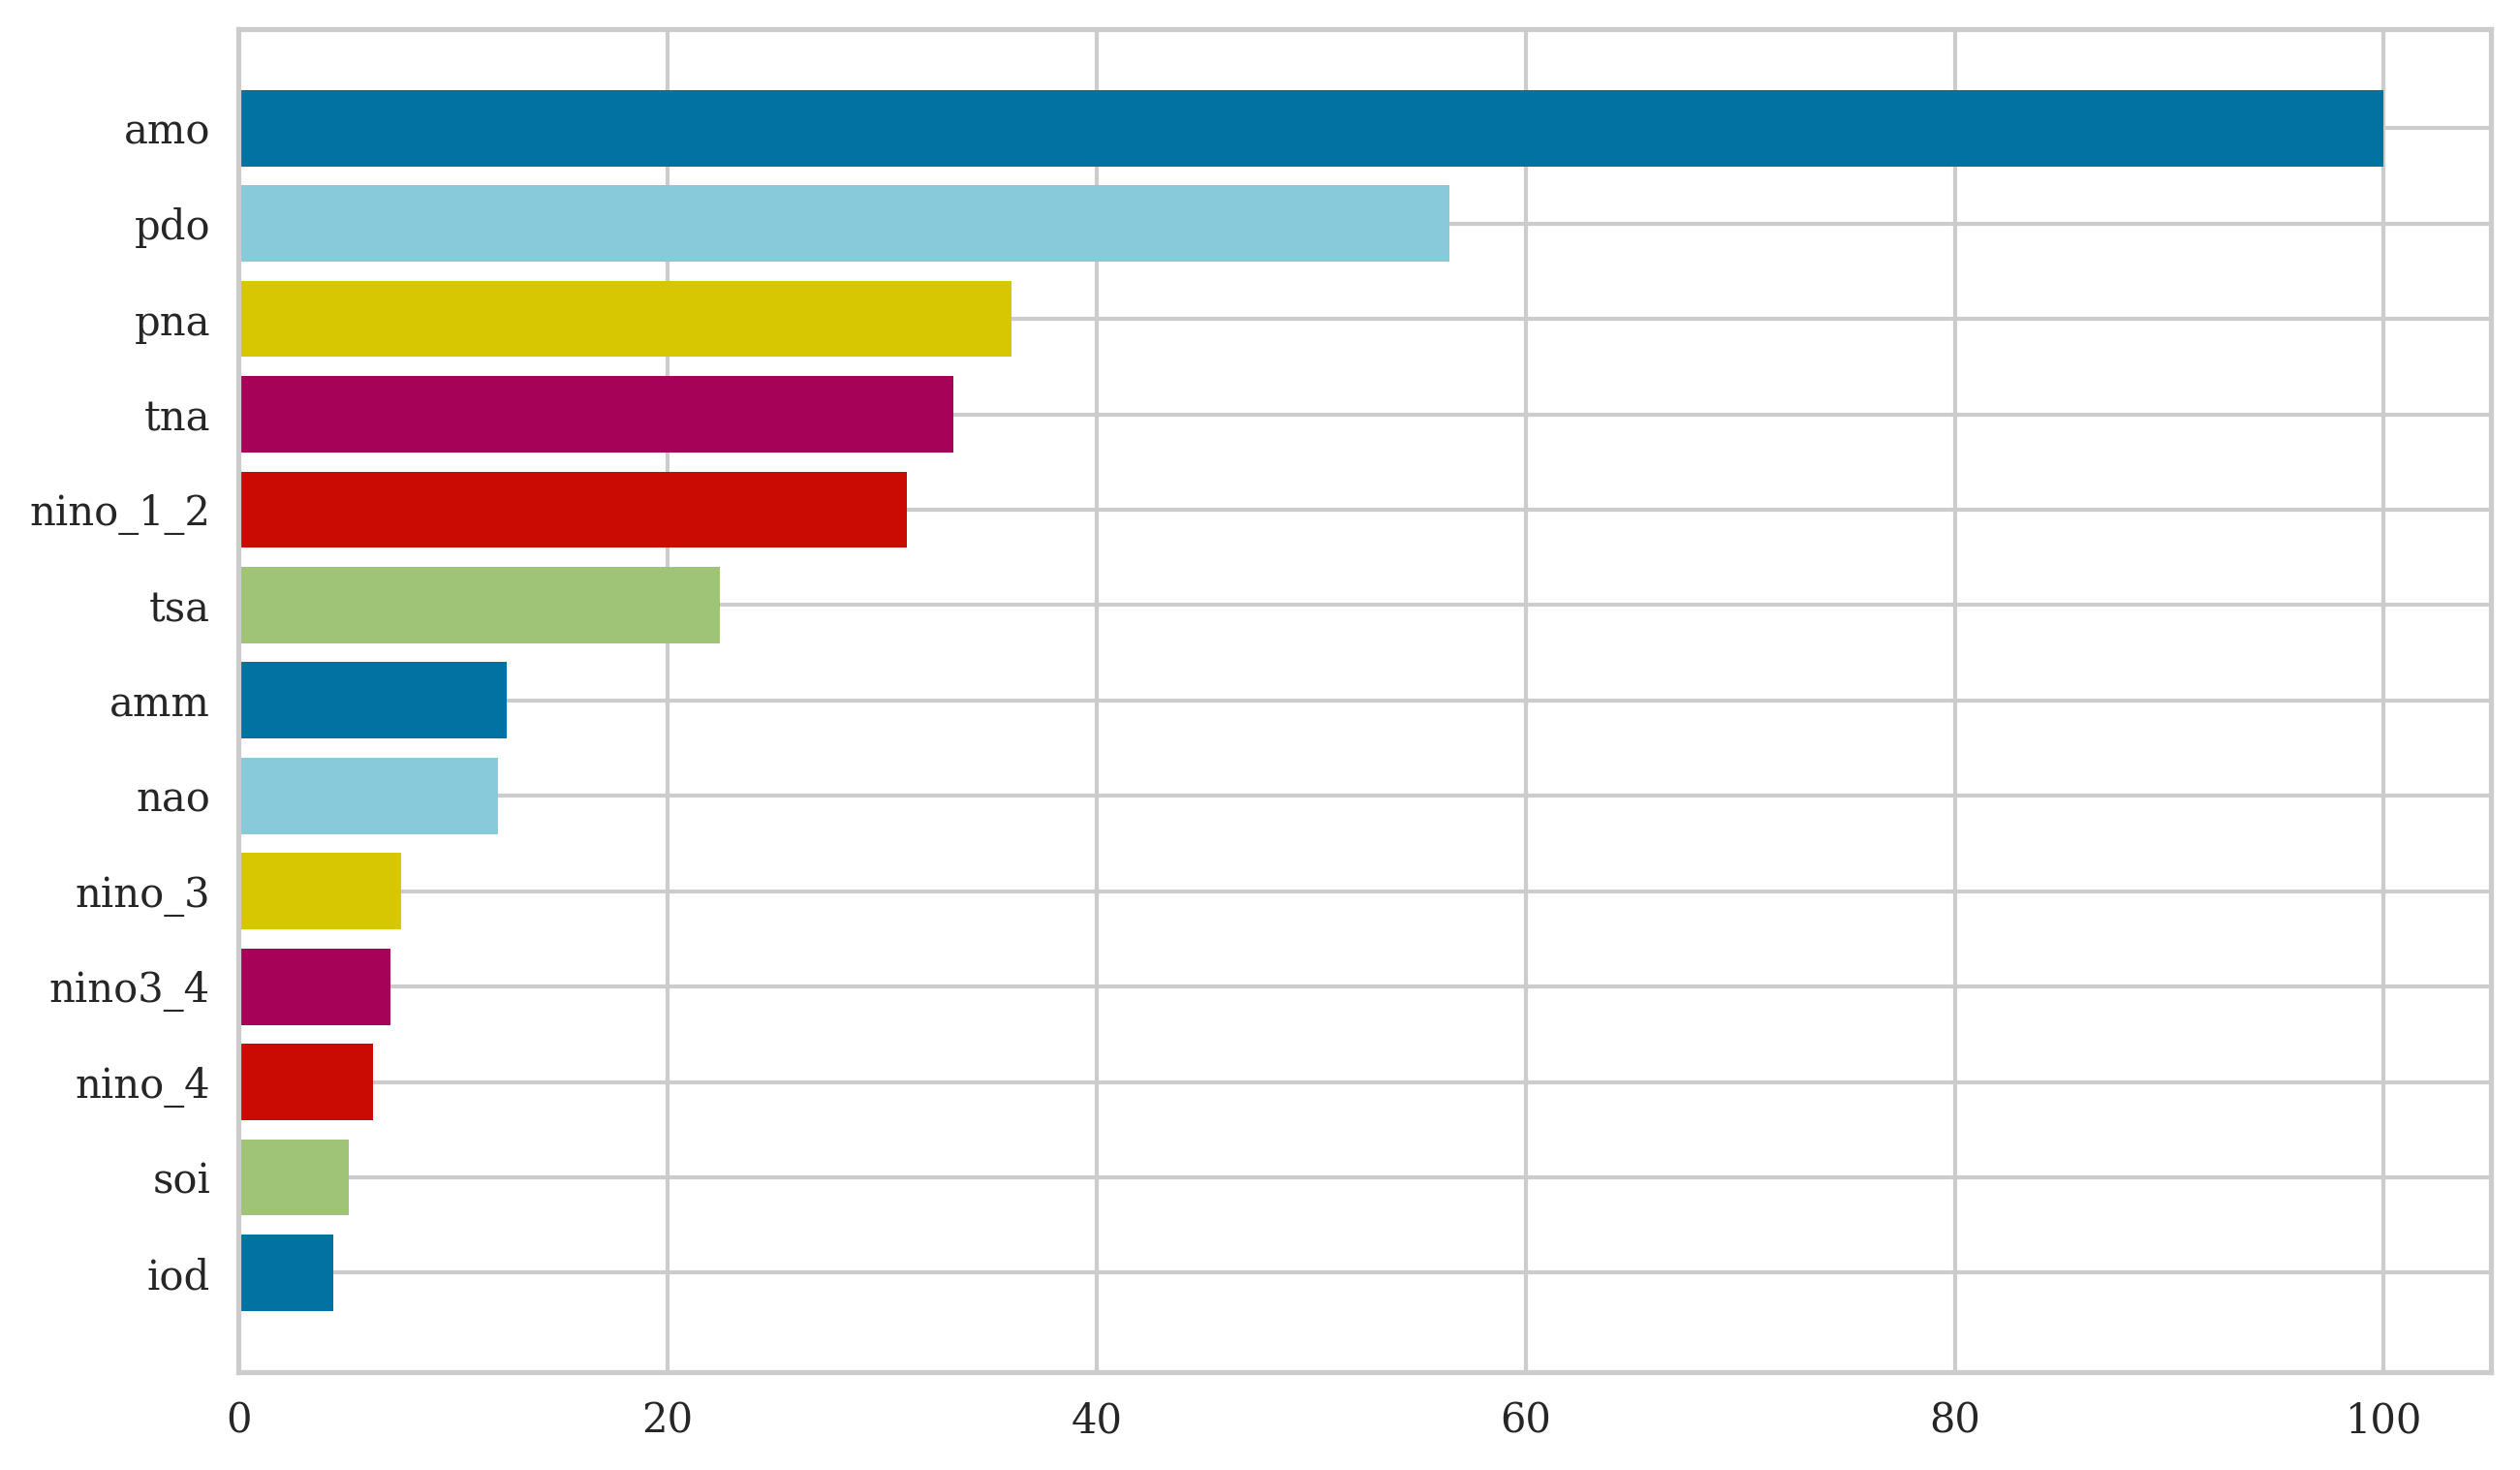 amo
pdo
pna
tna
nino_1_2
tsa
amm
nao
nino_3
nino3_4
nino_4
soi
iod
0 20 40 60 80 100